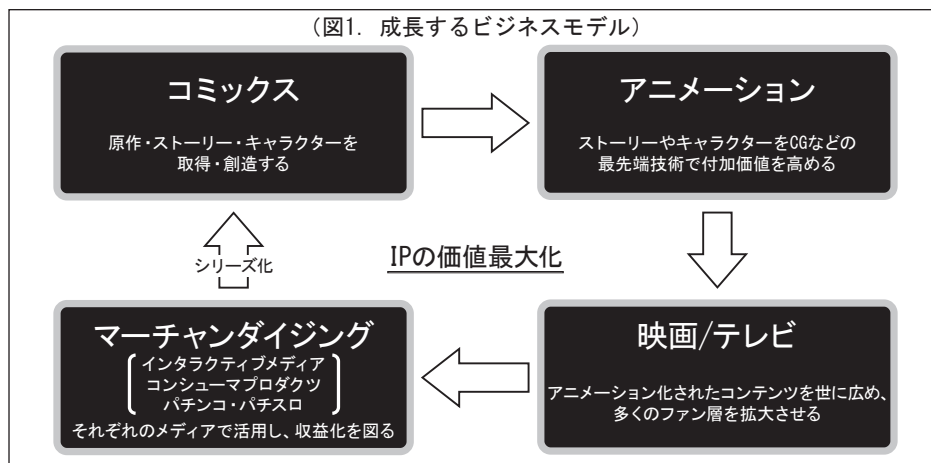 (図1. 成長するビジネスモデル)
コミックス
原作・ストーリー・キャラクターを
取得・創造する
アニメーション
ストーリーやキャラクターをCGなどの
最先端技術で付加価値を高める
シリーズ化
IPの価値最大化
マーチャンダイジング
インタラクティブメディア
コンシューマプロダクツ
パチンコ・パチスロ
それぞれのメディアで活用し、収益化を図る
映画/テレビ
アニメーション化されたコンテンツを世に広め、
多くのファン層を拡大させる